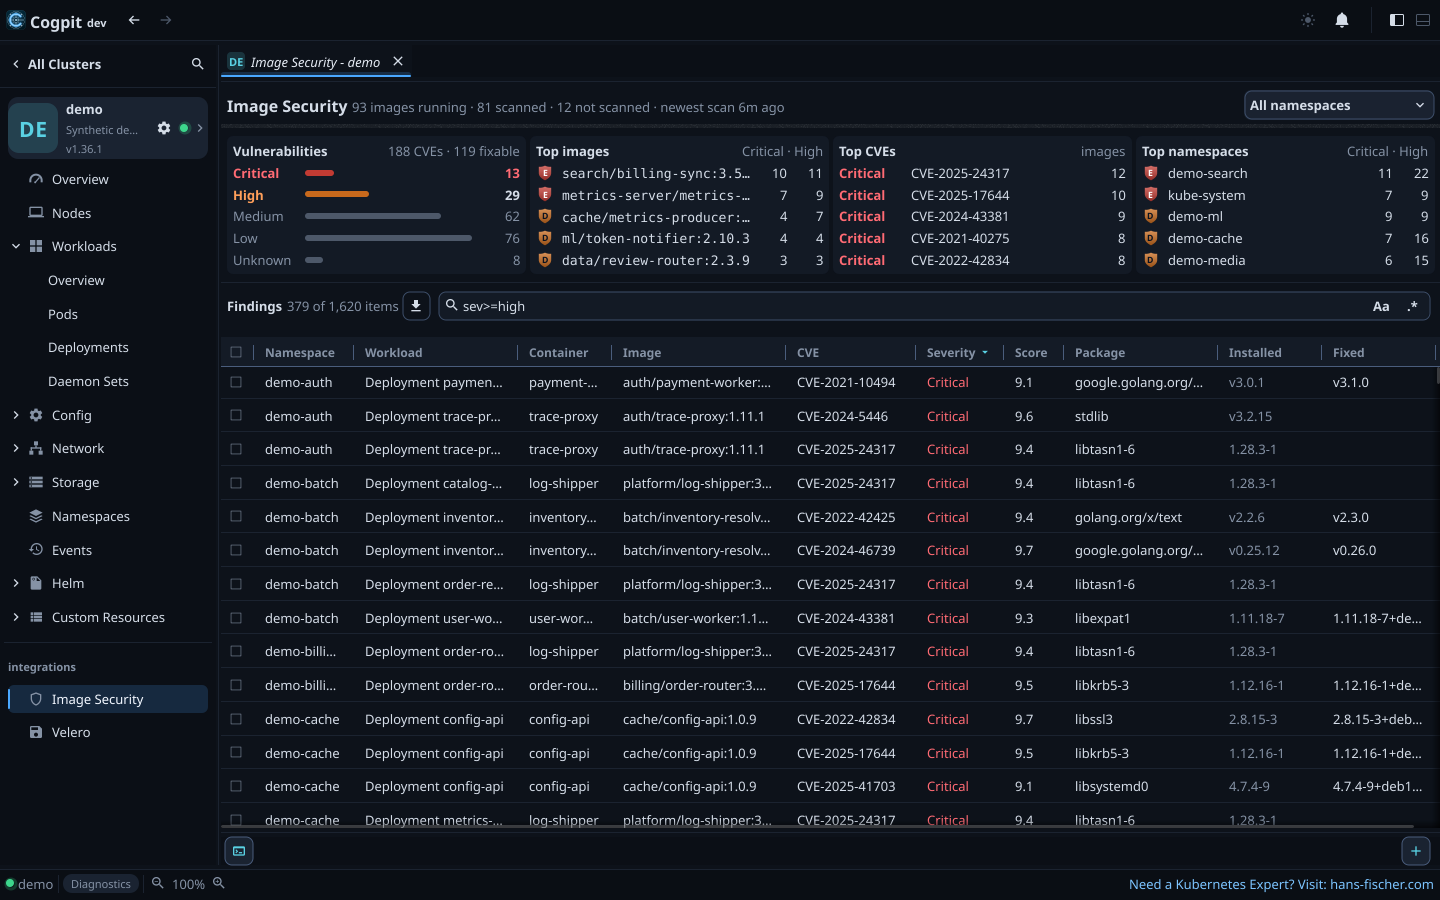 Cogpit dev
All Clusters
DE
Image Security - demo
DE
demo
Synthetic de...
v1.36.1
Overview
Nodes
Workloads
Overview
Pods
Deployments
Daemon Sets
Config
Network
Storage
Namespaces
Events
Helm
Custom Resources
integrations
Image Security
Velero
Image Security 93 images running · 81 scanned · 12 not scanned · newest scan 6m ago
All namespaces
Vulnerabilities 188 CVEs · 119 fixable
Critical 13
High 29
Medium 62
Low 76
Unknown 8
Top images Critical · High
E search/billing-sync:3.5… 10 11
E metrics-server/metrics-… 7 9
D cache/metrics-producer:… 4 7
D ml/token-notifier:2.10.3 4 4
D data/review-router:2.3.9 3 3
Top CVEs images
Critical CVE-2025-24317 12
Critical CVE-2025-17644 10
Critical CVE-2024-43381 9
Critical CVE-2021-40275 8
Critical CVE-2022-42834 8
Top namespaces Critical · High
E demo-search 11 22
E kube-system 7 9
D demo-ml 9 9
D demo-cache 7 16
D demo-media 6 15
Findings 379 of 1,620 items
sev>=high
Aa .*
Namespace Workload Container Image CVE Severity Score Package Installed Fixed
demo-auth Deployment paymen... payment-... auth/payment-worker:... CVE-2021-10494 Critical 9.1 google.golang.org/... v3.0.1 v3.1.0
demo-auth Deployment trace-pr... trace-proxy auth/trace-proxy:1.11.1 CVE-2024-5446 Critical 9.6 stdlib v3.2.15
demo-auth Deployment trace-pr... trace-proxy auth/trace-proxy:1.11.1 CVE-2025-24317 Critical 9.4 libtasn1-6 1.28.3-1
demo-batch Deployment catalog-... log-shipper platform/log-shipper:3... CVE-2025-24317 Critical 9.4 libtasn1-6 1.28.3-1
demo-batch Deployment inventor... inventory... batch/inventory-resolv... CVE-2022-42425 Critical 9.4 golang.org/x/text v2.2.6 v2.3.0
demo-batch Deployment inventor... inventory... batch/inventory-resolv... CVE-2024-46739 Critical 9.7 google.golang.org/... v0.25.12 v0.26.0
demo-batch Deployment order-re... log-shipper platform/log-shipper:3... CVE-2025-24317 Critical 9.4 libtasn1-6 1.28.3-1
demo-batch Deployment user-wo... user-wor... batch/user-worker:1.1... CVE-2024-43381 Critical 9.3 libexpat1 1.11.18-7 1.11.18-7+de...
demo-billi... Deployment order-ro... log-shipper platform/log-shipper:3... CVE-2025-24317 Critical 9.4 libtasn1-6 1.28.3-1
demo-billi... Deployment order-ro... order-rou... billing/order-router:3.... CVE-2025-17644 Critical 9.5 libkrb5-3 1.12.16-1 1.12.16-1+de...
demo-cache Deployment config-api config-api cache/config-api:1.0.9 CVE-2022-42834 Critical 9.7 libssl3 2.8.15-3 2.8.15-3+deb...
demo-cache Deployment config-api config-api cache/config-api:1.0.9 CVE-2025-17644 Critical 9.5 libkrb5-3 1.12.16-1 1.12.16-1+de...
demo-cache Deployment config-api config-api cache/config-api:1.0.9 CVE-2025-41703 Critical 9.1 libsystemd0 4.7.4-9 4.7.4-9+deb1...
demo-cache Deployment metrics-... log-shipper platform/log-shipper:3... CVE-2025-24317 Critical 9.4 libtasn1-6 1.28.3-1
demo Diagnostics 100% Need a Kubernetes Expert? Visit: hans-fischer.com